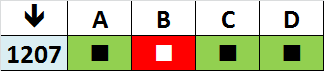 🡻 A B C D
1207 ■ ■ ■ ■